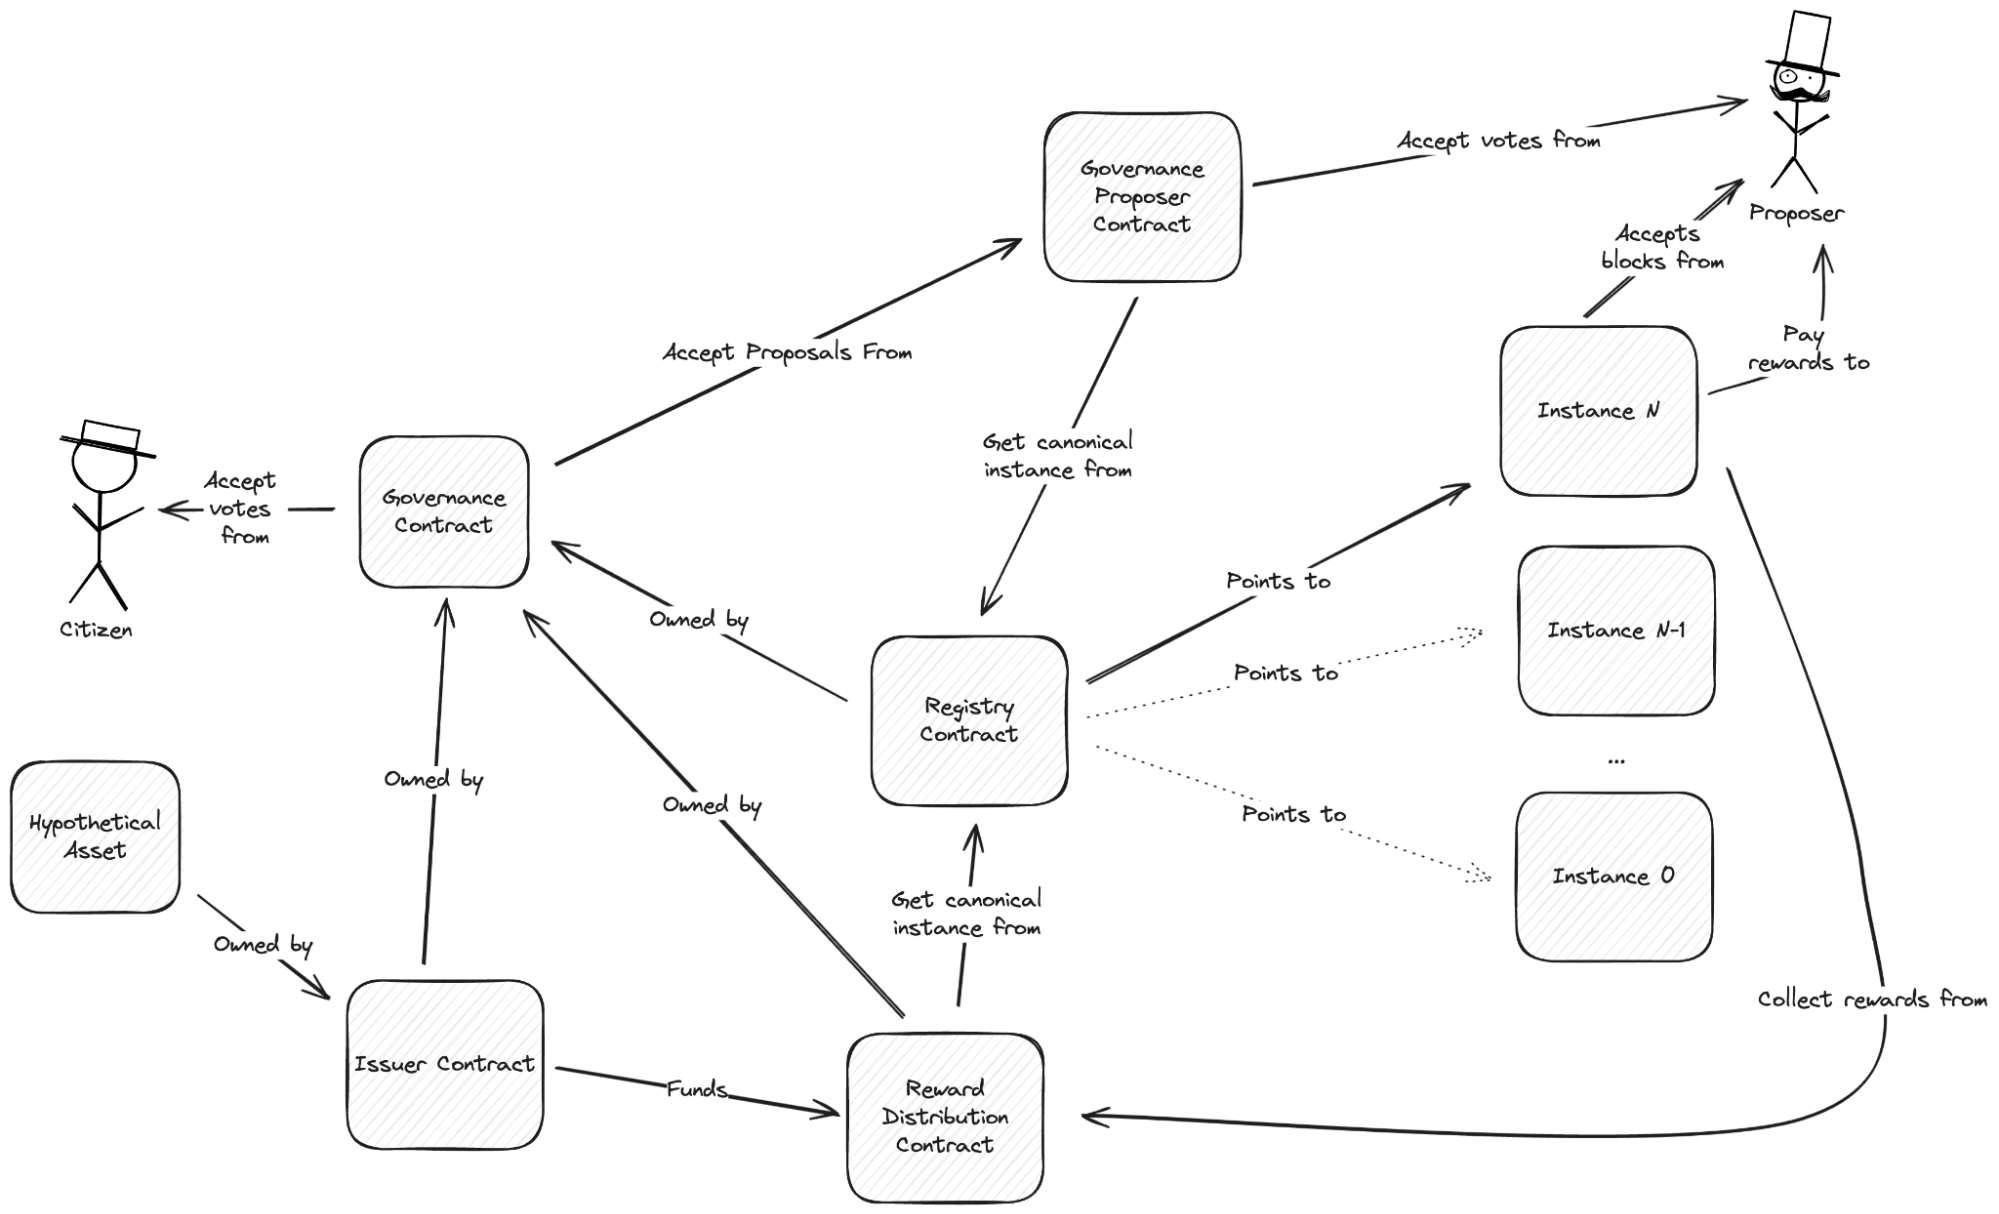 Governance
Proposer
Contract
Accept votes from
Proposer
Accepts
blocks from
Pay
rewards to
Accept Proposals From
Instance N
Get canonical
instance from
Accept
votes
from
Governance
Contract
Citizen
Points to
Owned by
Instance N-1
Points to
Registry
Contract
...
Owned by
Owned by
Points to
Hypothetical
Asset
Instance 0
Get canonical
instance from
Owned by
Collect rewards from
Issuer Contract
Funds
Reward
Distribution
Contract